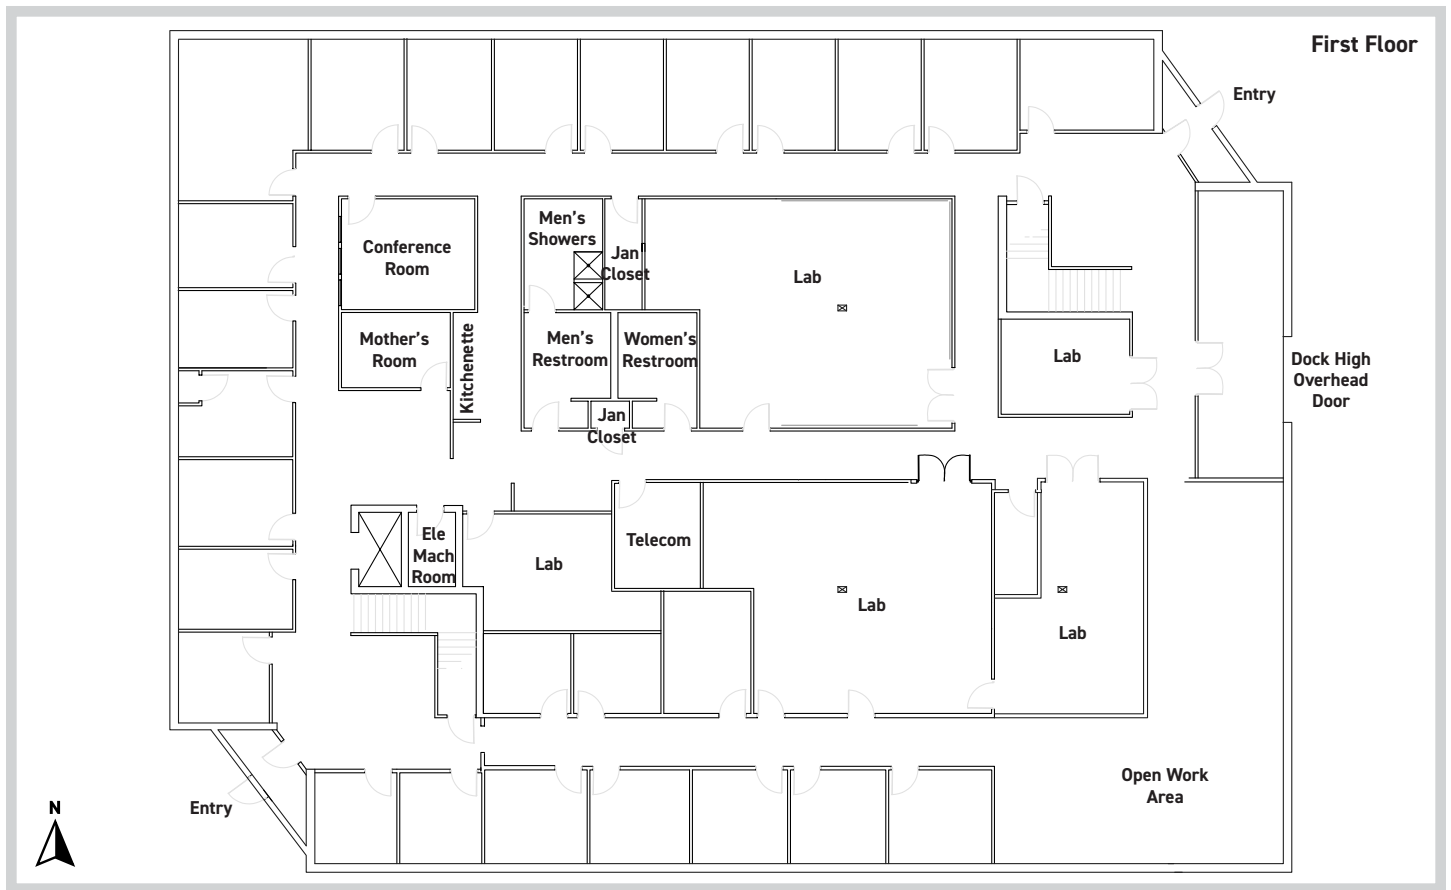 First Floor
Entry
Men's
Showers
Jan
Closet
Conference
Room
Lab
Mother's
Room
Kitchenette
Men's
Restroom
Women's
Restroom
Lab
Dock High
Overhead
Door
Jan
Closet
Ele
Mach
Room
Lab
Telecom
Lab
Lab
Open Work
Area
Entry
N